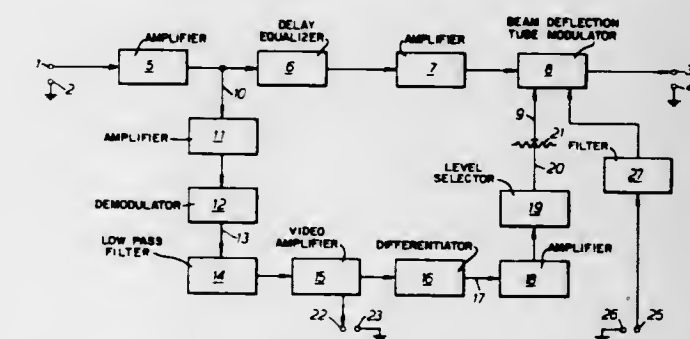 AMPLIFIER
5
DELAY
EQUALIZER
6
AMPLIFIER
7
BEAM DEFLECTION
TUBE MODULATOR
8
1
2
3
4
10
9
21
20
AMPLIFIER
11
FILTER
27
LEVEL
SELECTOR
19
DEMODULATOR
12
13
LOW PASS
FILTER
14
VIDEO
AMPLIFIER
15
DIFFERENTIATOR
16
17
AMPLIFIER
18
22
23
26
25